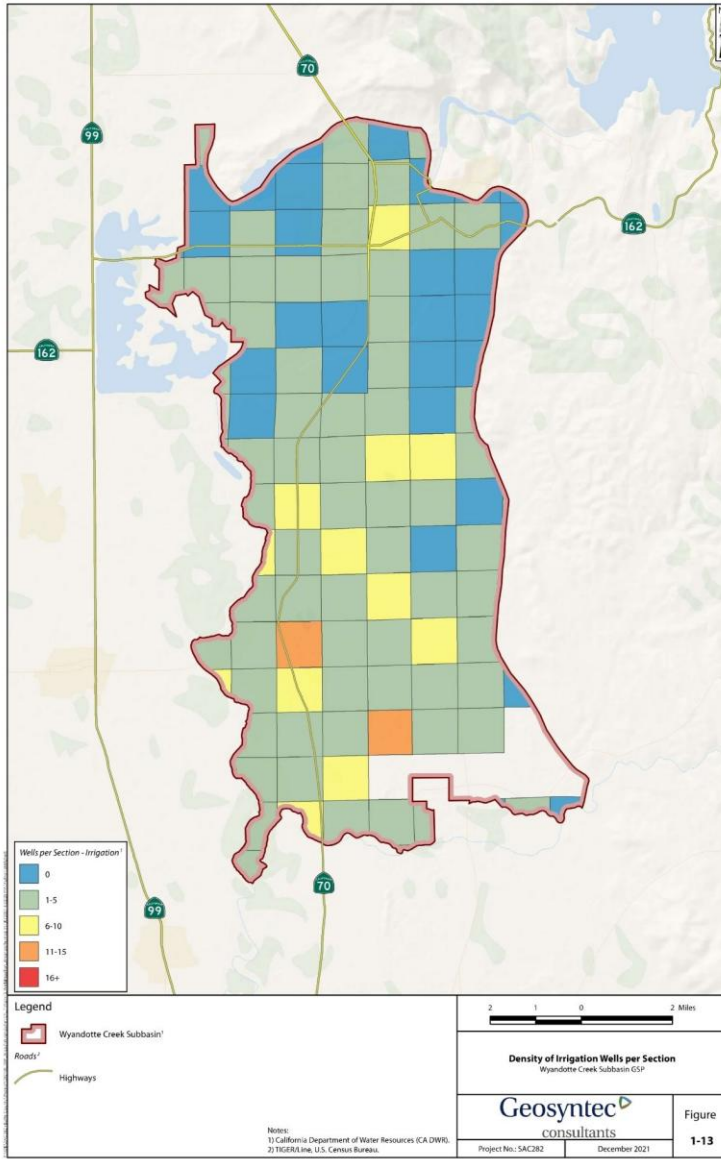 70
99
162
162
99
70
Wells per Section - Irrigation¹
0
1-5
6-10
11-15
16+
Legend
Wyandotte Creek Subbasin¹
Roads²
Highways
Notes:
1) California Department of Water Resources (CA DWR).
2) TIGER/Line, U.S. Census Bureau.
2 1 0 2 Miles
Density of Irrigation Wells per Section
Wyandotte Creek Subbasin GSP
Geosyntec
consultants
Project No.: SAC282 December 2021
Figure
1-13